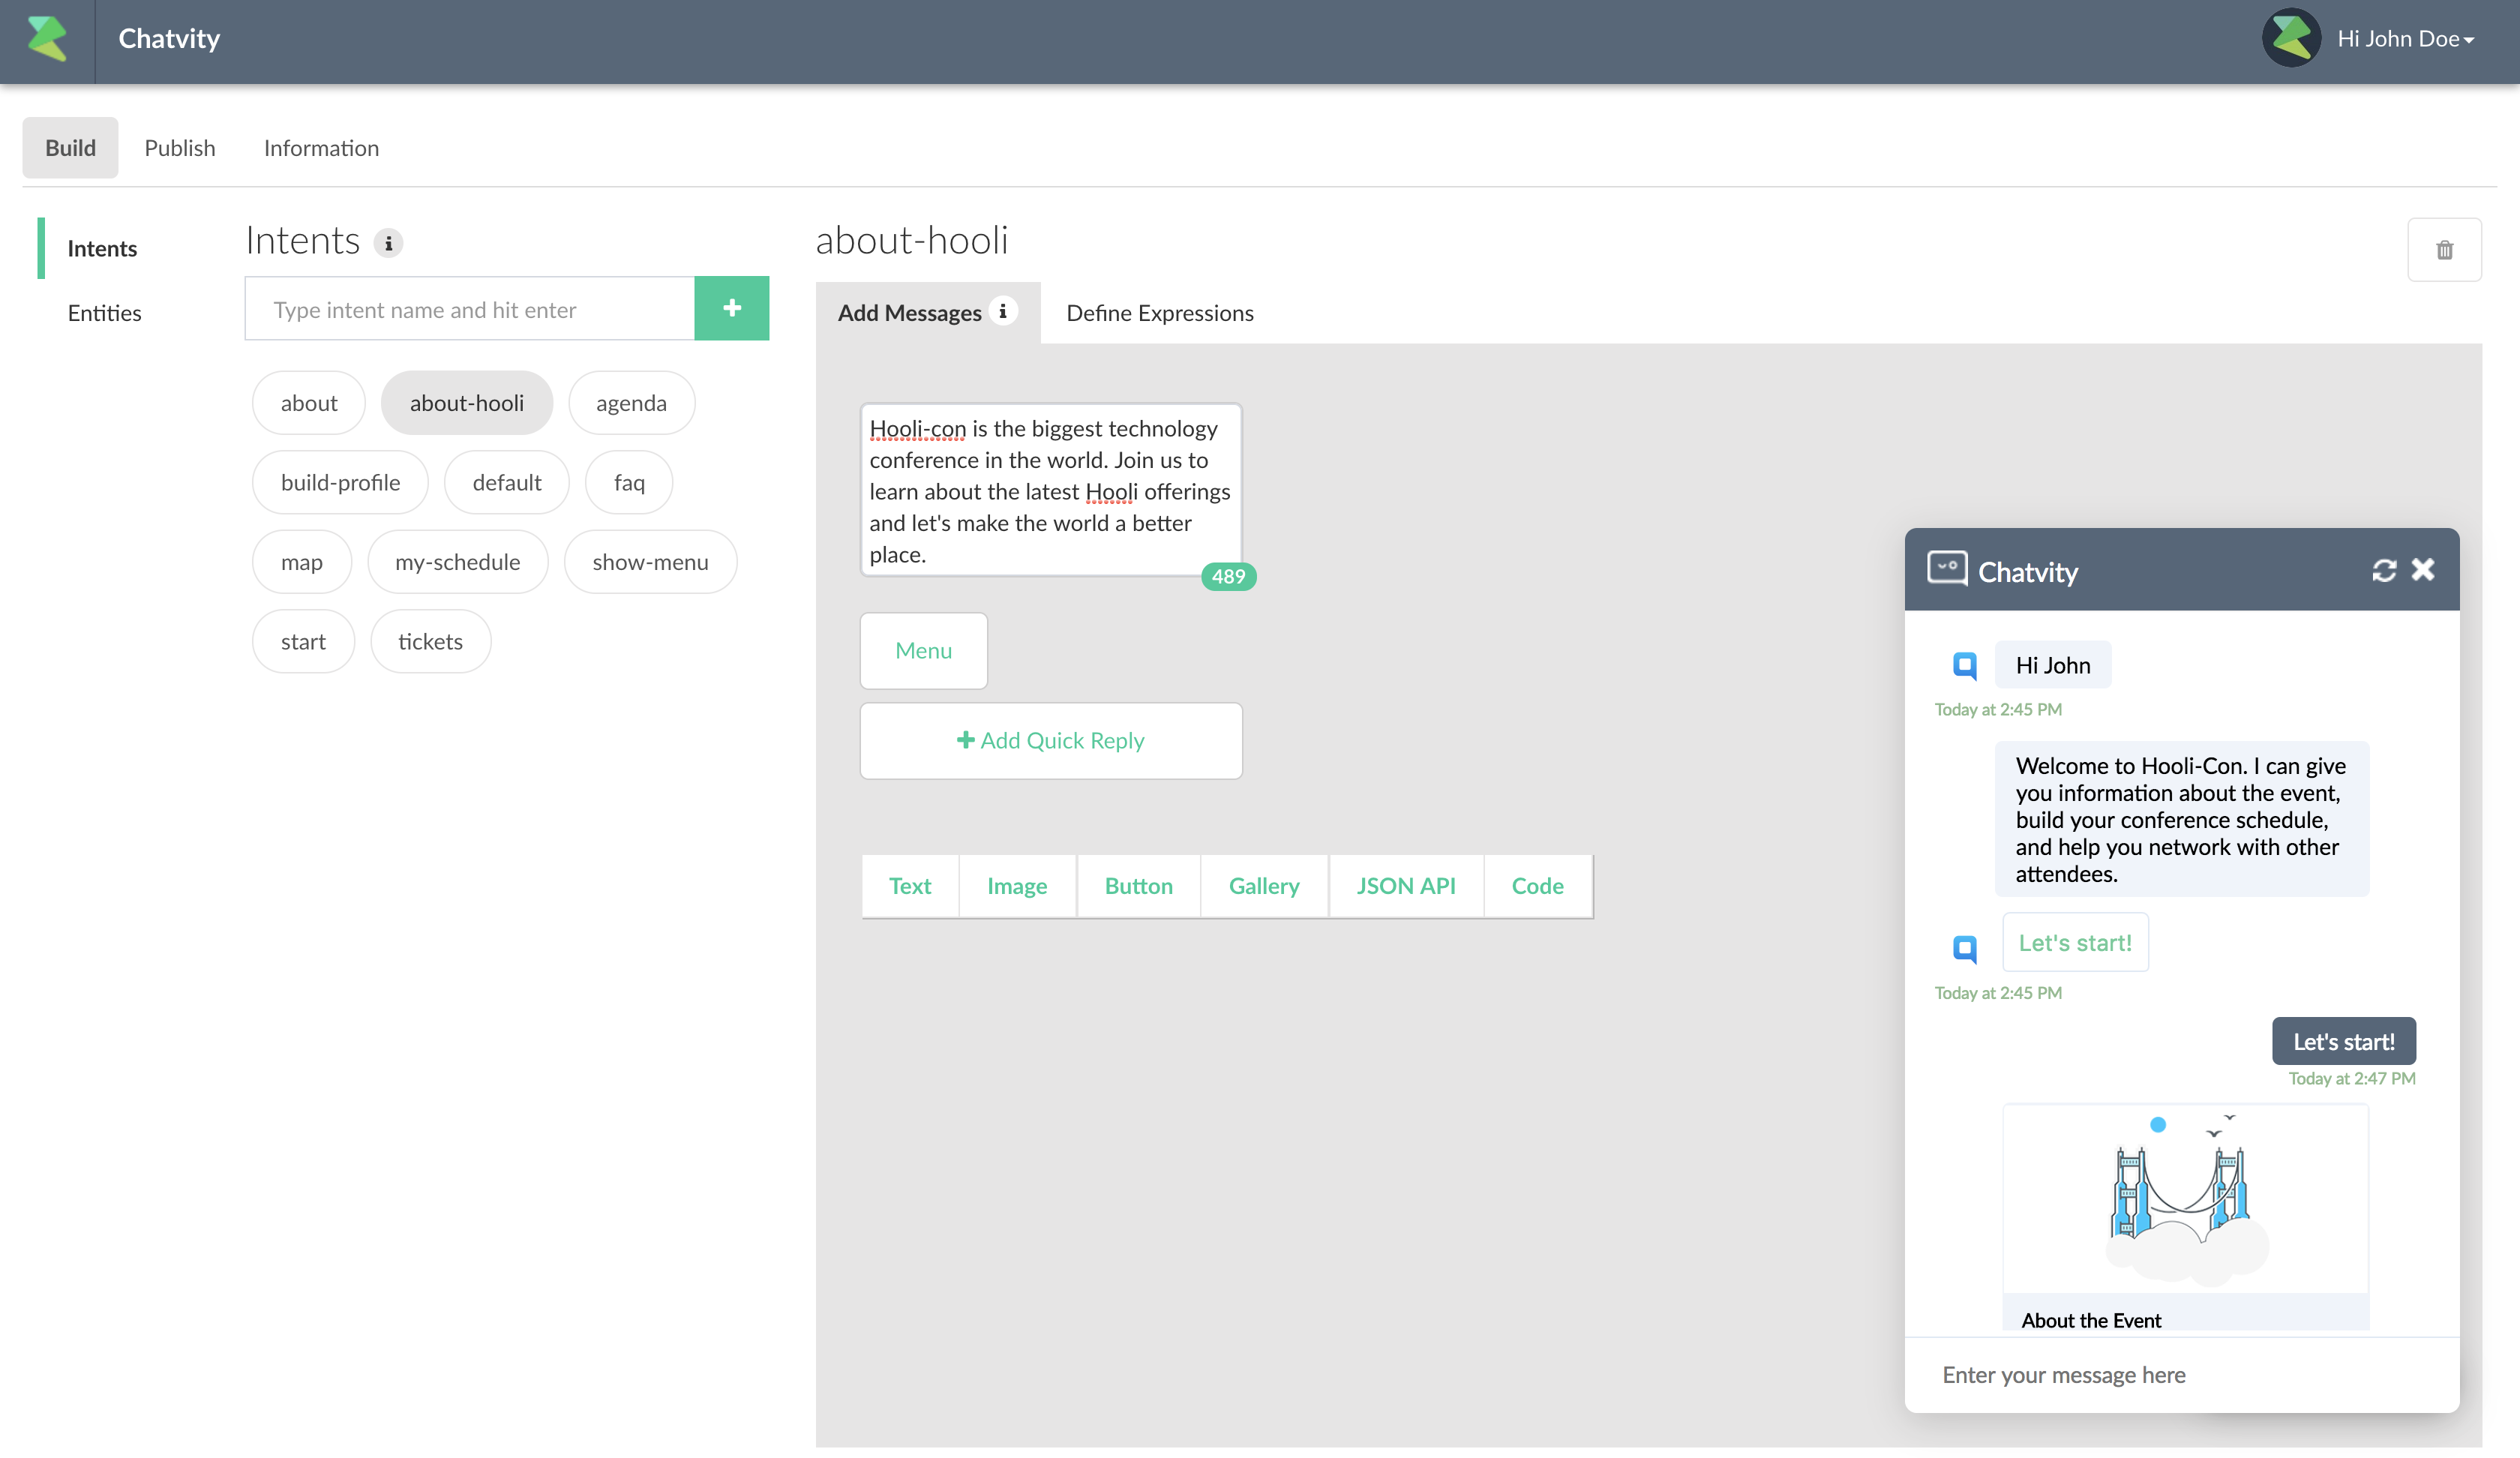 Chatvity
Hi John Doe
Build
Publish
Information
Intents
Entities
Intents
Type intent name and hit enter
about
about-hooli
agenda
build-profile
default
faq
map
my-schedule
show-menu
start
tickets
about-hooli
Add Messages
Define Expressions
Hooli-con is the biggest technology
conference in the world. Join us to
learn about the latest Hooli offerings
and let's make the world a better
place.
489
Menu
Add Quick Reply
Text
Image
Button
Gallery
JSON API
Code
Chatvity
Hi John
Today at 2:45 PM
Welcome to Hooli-Con. I can give
you information about the event,
build your conference schedule,
and help you network with other
attendees.
Let's start!
Today at 2:45 PM
Let's start!
Today at 2:47 PM
About the Event
Enter your message here